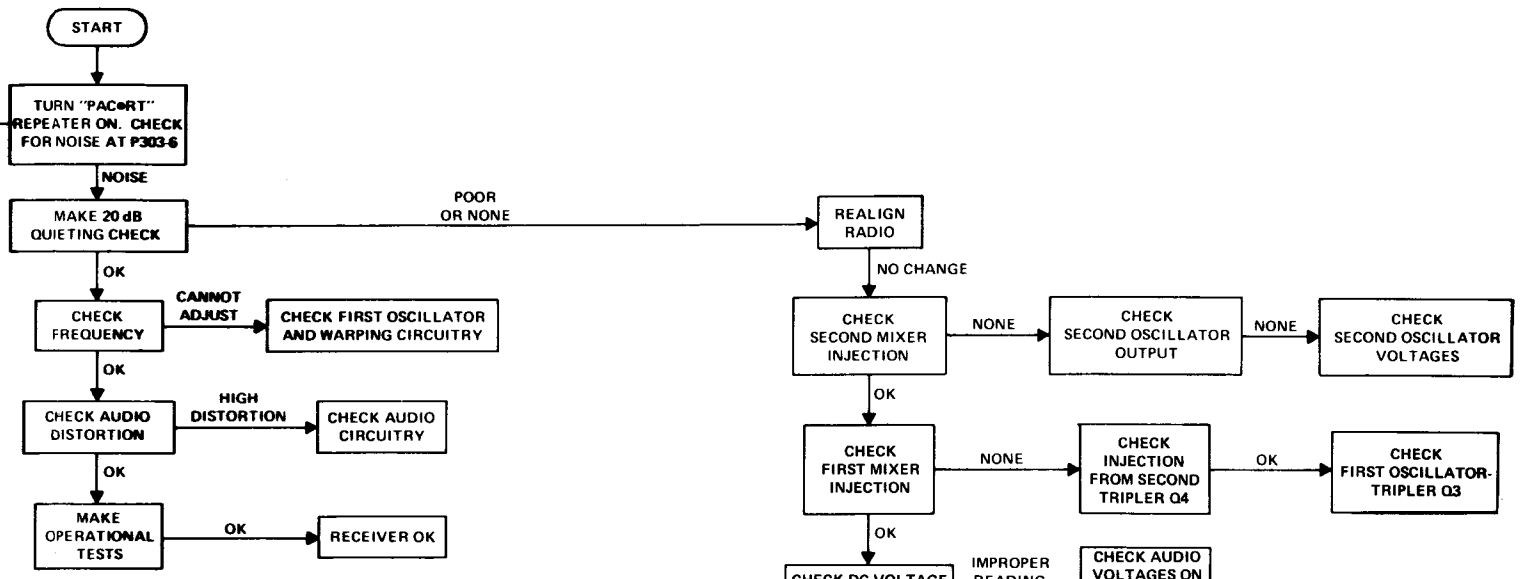 START
TURN "PAC•RT"
REPEATER ON. CHECK
FOR NOISE AT P303-6
NOISE
MAKE 20 dB
QUIETING CHECK
POOR
OR NONE
REALIGN
RADIO
OK
NO CHANGE
CHECK
FREQUENCY
CANNOT
ADJUST
CHECK FIRST OSCILLATOR
AND WARPING CIRCUITRY
CHECK
SECOND MIXER
INJECTION
NONE
CHECK
SECOND OSCILLATOR
OUTPUT
NONE
CHECK
SECOND OSCILLATOR
VOLTAGES
OK
OK
CHECK AUDIO
DISTORTION
HIGH
DISTORTION
CHECK AUDIO
CIRCUITRY
CHECK
FIRST MIXER
INJECTION
NONE
CHECK
INJECTION
FROM SECOND
TRIPLER Q4
OK
CHECK
FIRST OSCILLATOR-
TRIPLER Q3
OK
MAKE
OPERATIONAL
TESTS
OK
RECEIVER OK
OK
CHECK DC VOLTAGE
IMPROPER
READING
CHECK AUDIO
VOLTAGES ON